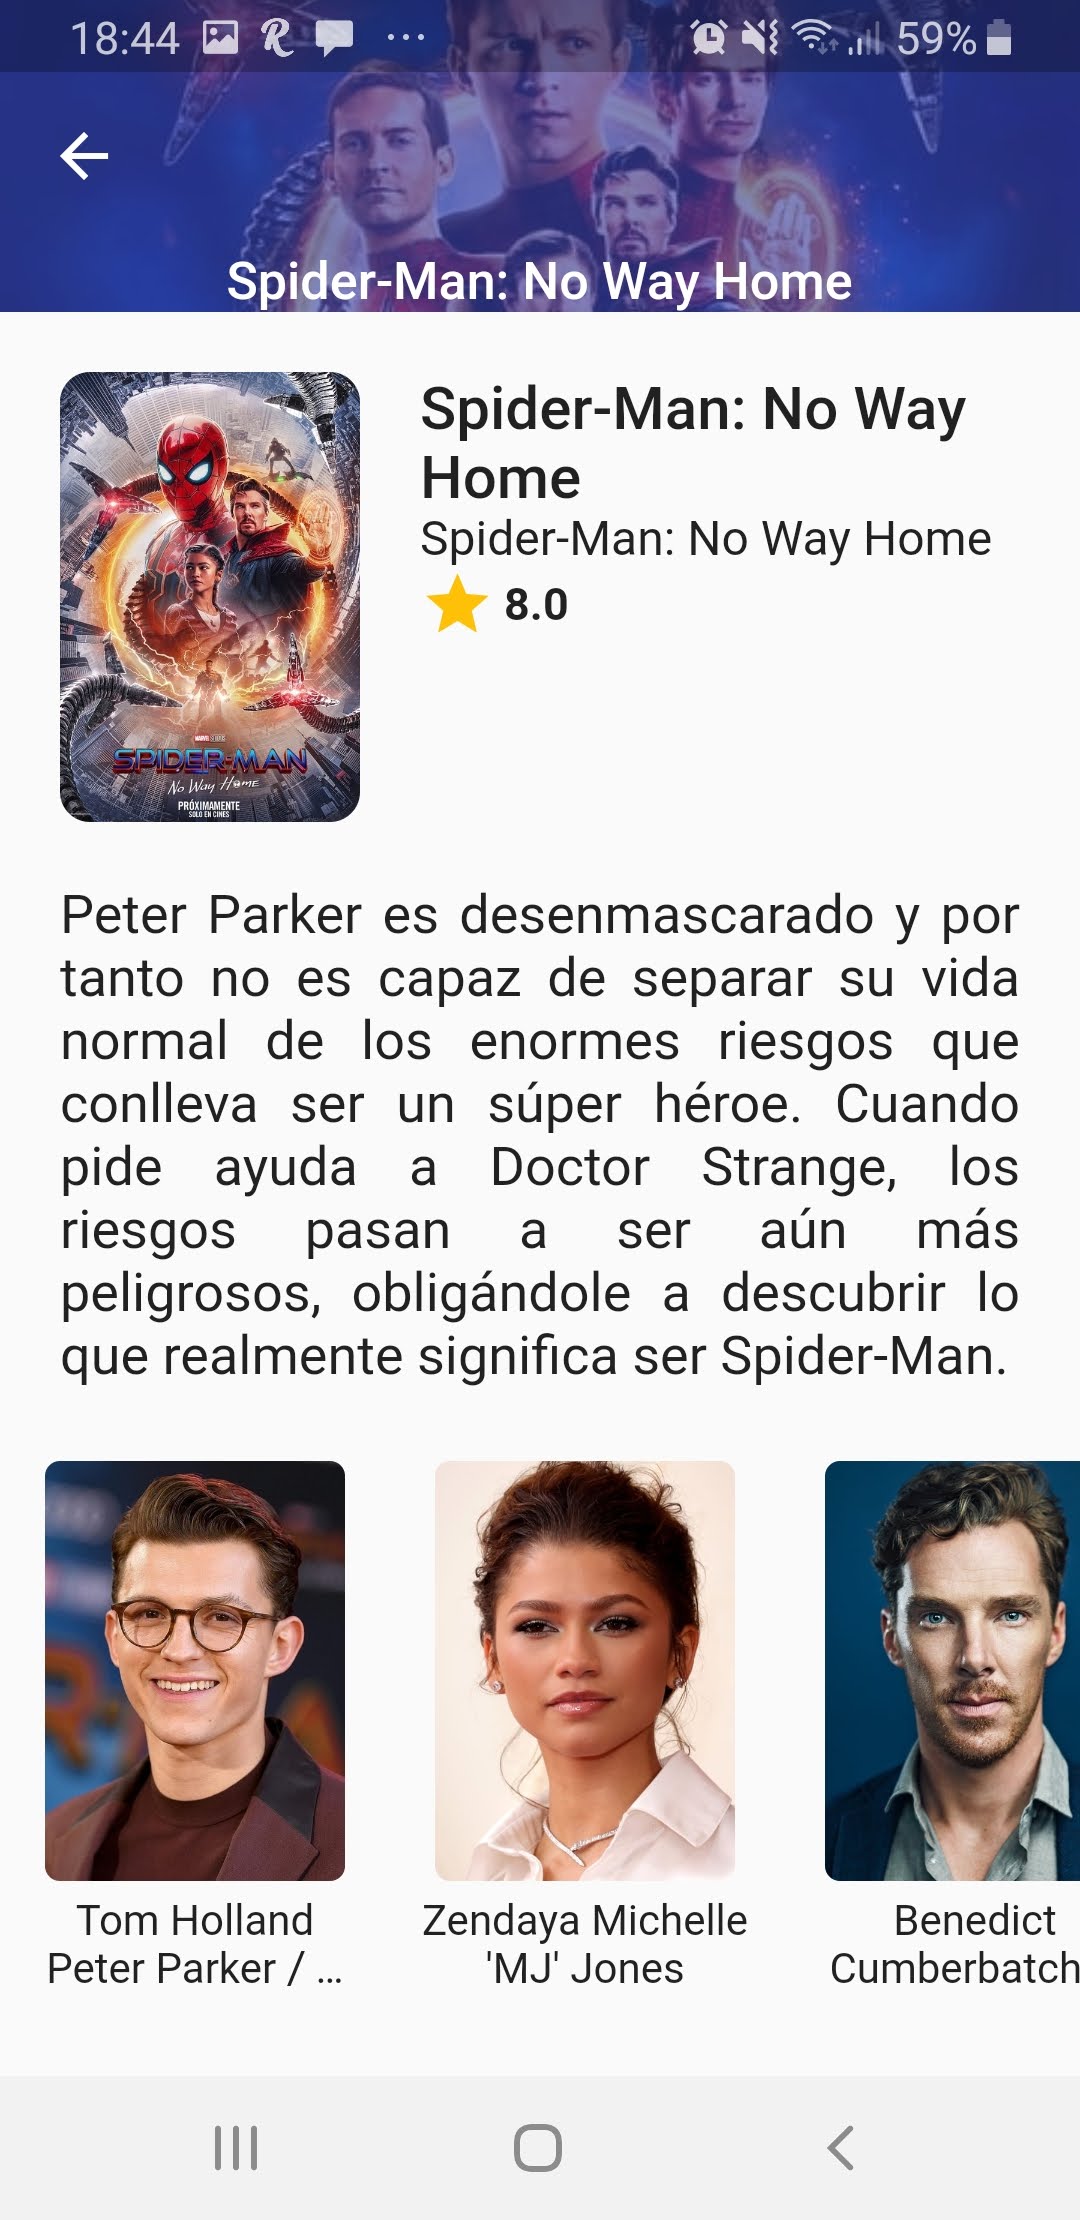 18:44
59%
Spider-Man: No Way Home
Spider-Man: No Way
Home
Spider-Man: No Way Home
8.0
MARVEL STUDIOS
SPIDER-MAN
No Way Home
PRÓXIMAMENTE
SOLO EN CINES
Peter Parker es desenmascarado y por
tanto no es capaz de separar su vida
normal de los enormes riesgos que
conlleva ser un súper héroe. Cuando
pide ayuda a Doctor Strange, los
riesgos pasan a ser aún más
peligrosos, obligándole a descubrir lo
que realmente significa ser Spider-Man.
Tom Holland
Peter Parker / ...
Zendaya Michelle
'MJ' Jones
Benedict
Cumberbatch